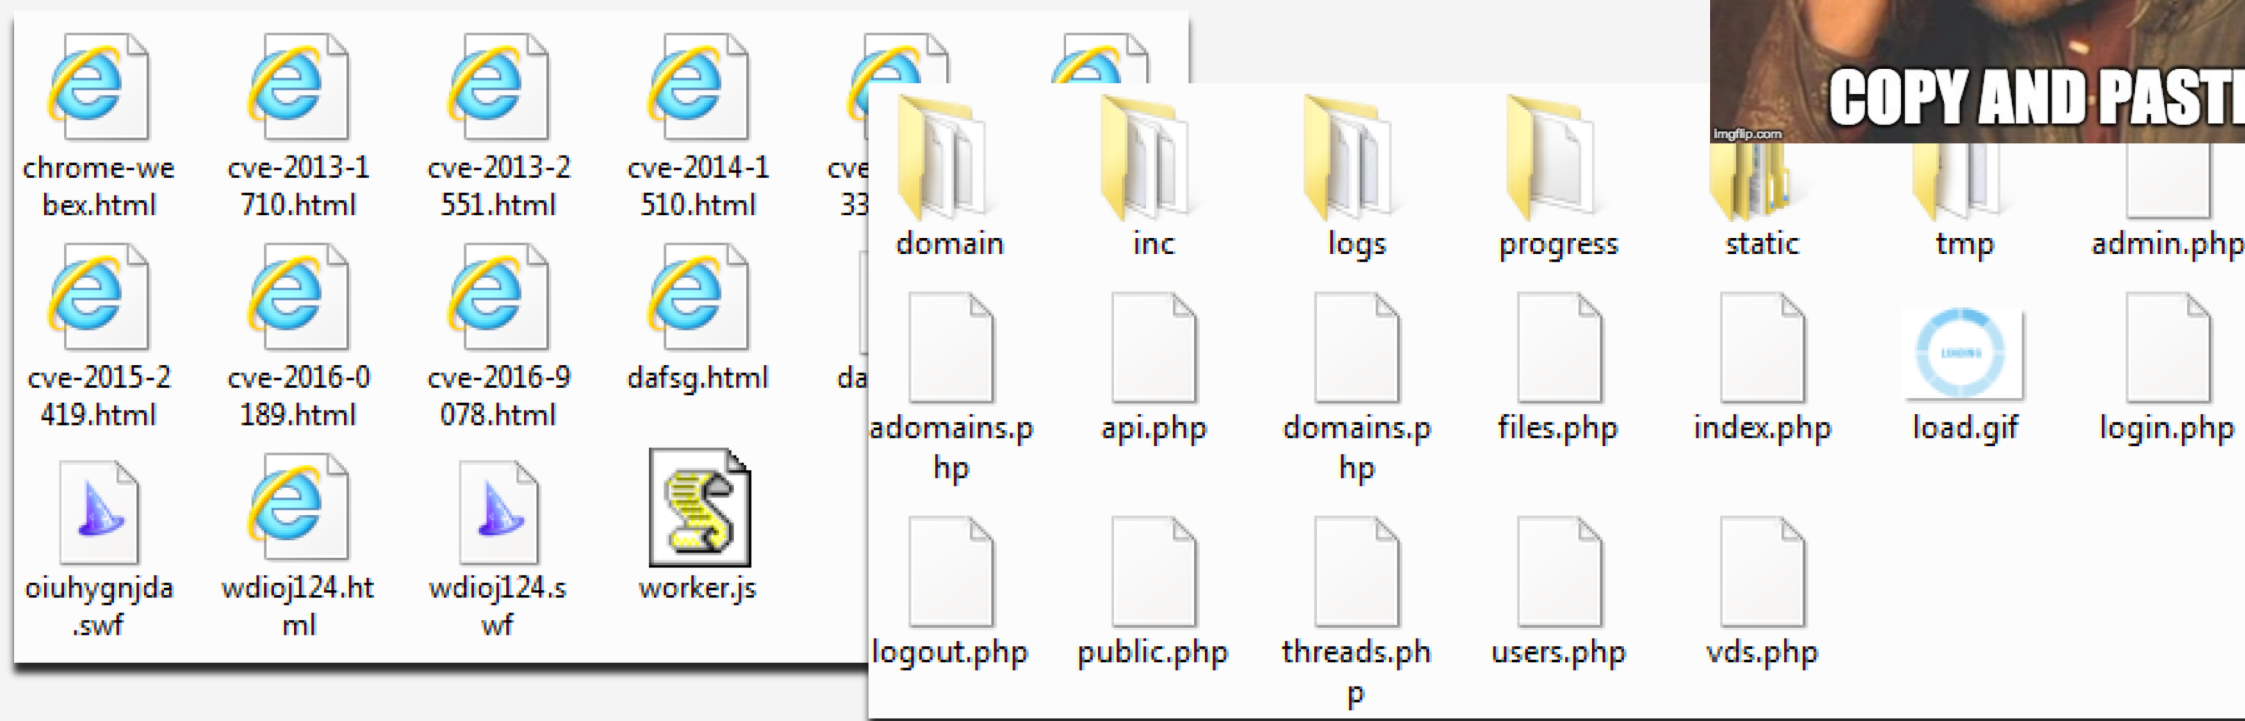 chrome-we
bex.html
cve-2013-1
710.html
cve-2013-2
551.html
cve-2014-1
510.html
cve
33
cve-2015-2
419.html
cve-2016-0
189.html
cve-2016-9
078.html
dafsg.html
da
oiuhygnjda
.swf
wdioj124.ht
ml
wdioj124.s
wf
worker.js
COPY AND PAST
imgflip.com
domain
inc
logs
progress
static
tmp
admin.php
adomains.p
hp
api.php
domains.p
hp
files.php
index.php
LOADING
load.gif
login.php
logout.php
public.php
threads.ph
p
users.php
vds.php